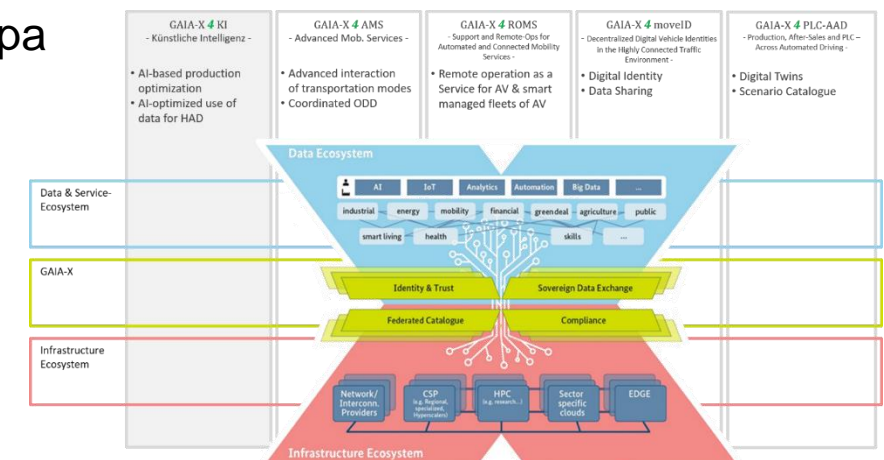 pa
GAIA-X 4 KI
- Künstliche Intelligenz -
• AI-based production
optimization
• AI-optimized use of
data for HAD
GAIA-X 4 AMS
- Advanced Mob. Services -
• Advanced interaction
of transportation modes
• Coordinated ODD
GAIA-X 4 ROMS
- Support and Remote-Ops for
Automated and Connected Mobility
Services -
• Remote operation as a
Service for AV & smart
managed fleets of AV
GAIA-X 4 moveID
- Decentralized Digital Vehicle Identities
in the Highly Connected Traffic
Environment -
• Digital Identity
• Data Sharing
GAIA-X 4 PLC-AAD
- Production, After-Sales and PLC –
Across Automated Driving -
• Digital Twins
• Scenario Catalogue
Data Ecosystem
Data & Service-
Ecosystem
AI IoT Analytics Automation Big Data ...
industrial energy mobility financial green deal agriculture public
smart living health skills ...
GAIA-X
Identity & Trust Sovereign Data Exchange
Federated Catalogue Compliance
Infrastructure
Ecosystem
Network/
Interconn.
Providers
CSP
(e.g. Regional,
specialized,
Hyperscalers)
HPC
(e.g. research...)
Sector
specific
clouds
EDGE
Infrastructure Ecosystem